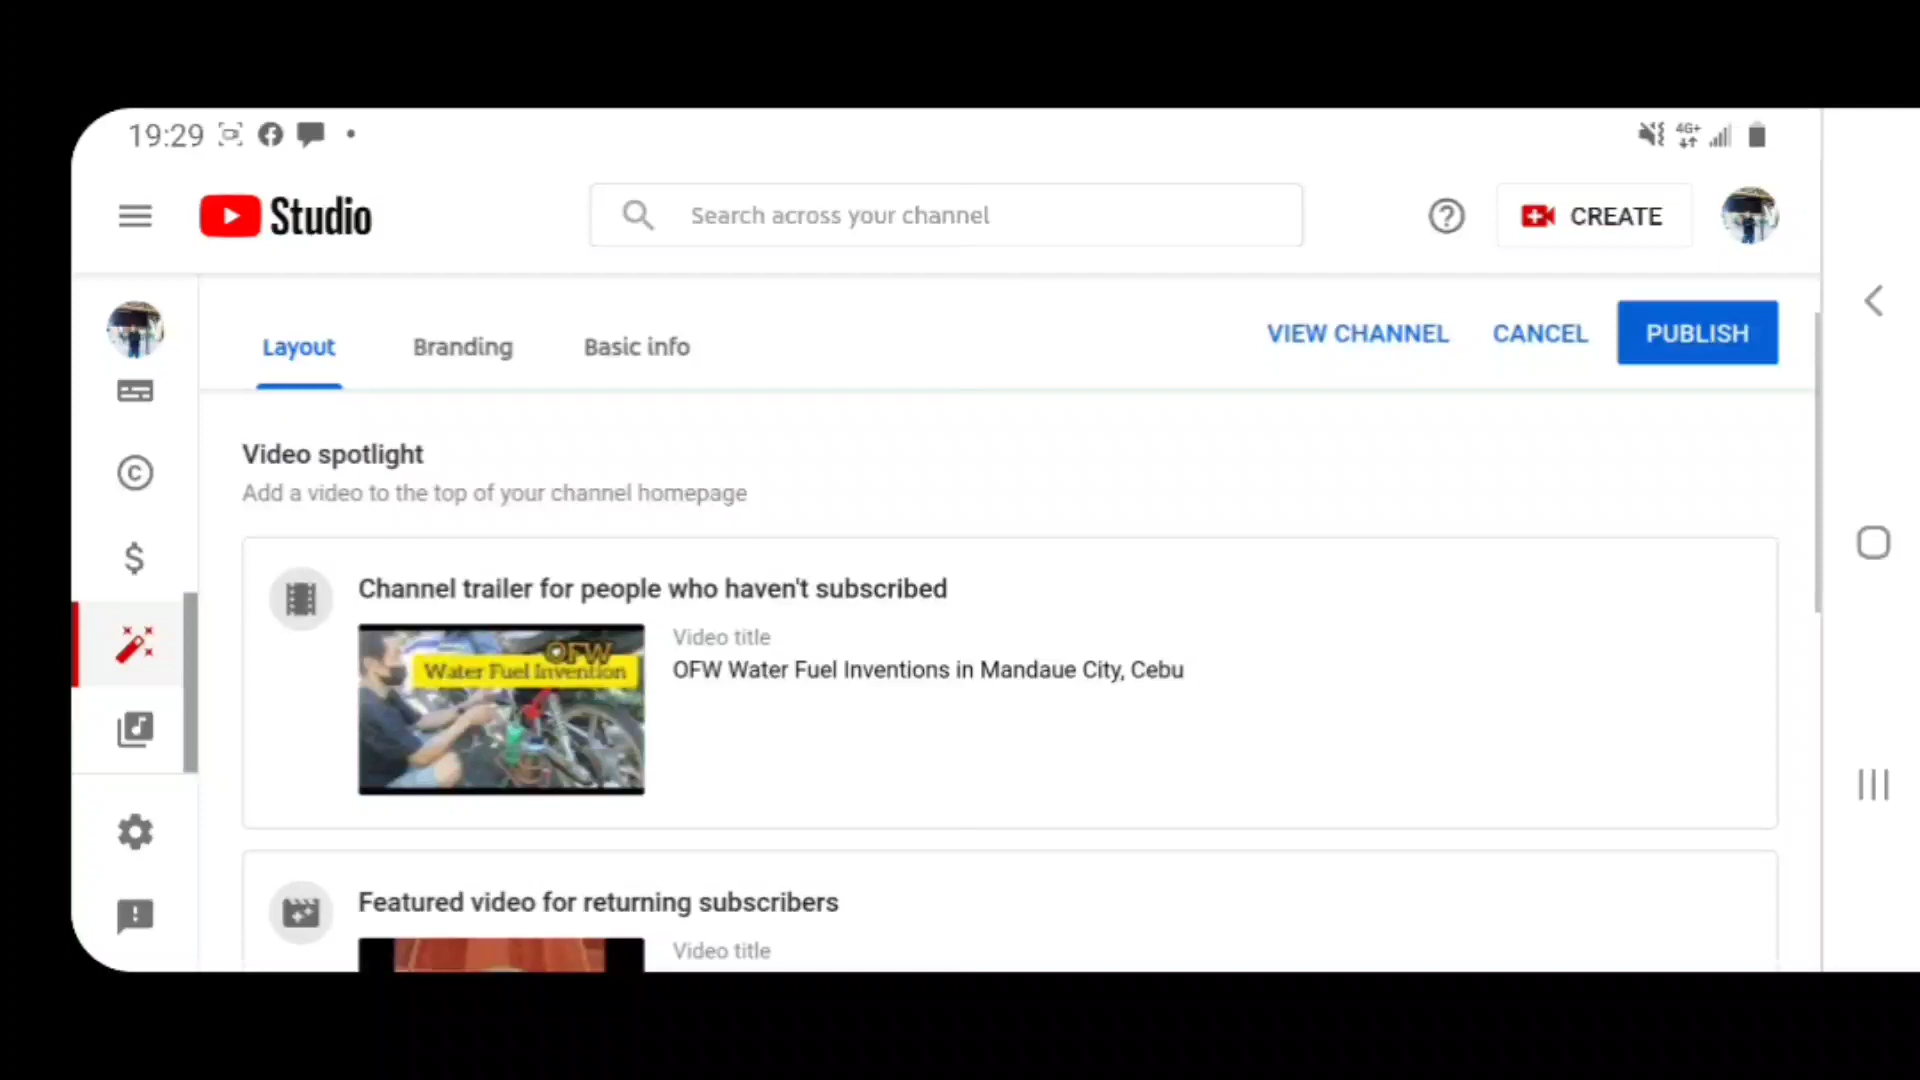 19:29
4G+
Studio
Search across your channel
CREATE
Layout
Branding
Basic info
VIEW CHANNEL
CANCEL
PUBLISH
Video spotlight
Add a video to the top of your channel homepage
Channel trailer for people who haven't subscribed
OFW
Water Fuel Invention
Video title
OFW Water Fuel Inventions in Mandaue City, Cebu
Featured video for returning subscribers
Video title